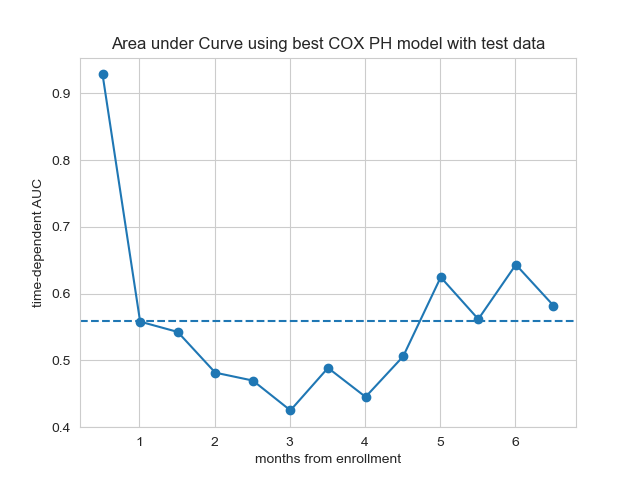 Area under Curve using best COX PH model with test data
time-dependent AUC
0.9
0.8
0.7
0.6
0.5
0.4
1 2 3 4 5 6
months from enrollment